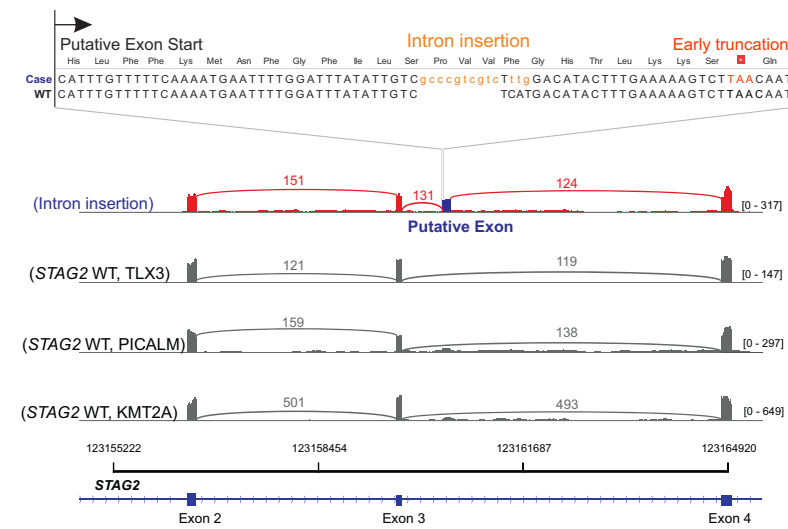 Putative Exon Start Intron insertion Early truncation
His Leu Phe Phe Lys Met Asn Phe Gly Phe Ile Ile Leu Ser Pro Val Val Phe Gly His Thr Leu Lys Lys Ser * Gln
Case CATTTGTTTTTCAAAATGAATTTTGGATTTATATTGTCgcccgtcgtcTttgGACATACTTTGAAAAAGTCTTAACAAT
WT CATTTGTTTTTCAAAATGAATTTTGGATTTATATTGTC TCATGACATACTTTGAAAAAGTCTTAACAAT
(Intron insertion) 151 131 124 [0 - 317]
Putative Exon
(STAG2 WT, TLX3) 121 119 [0 - 147]
(STAG2 WT, PICALM) 159 138 [0 - 297]
(STAG2 WT, KMT2A) 501 493 [0 - 649]
123155222 123158454 123161687 123164920
STAG2
Exon 2 Exon 3 Exon 4